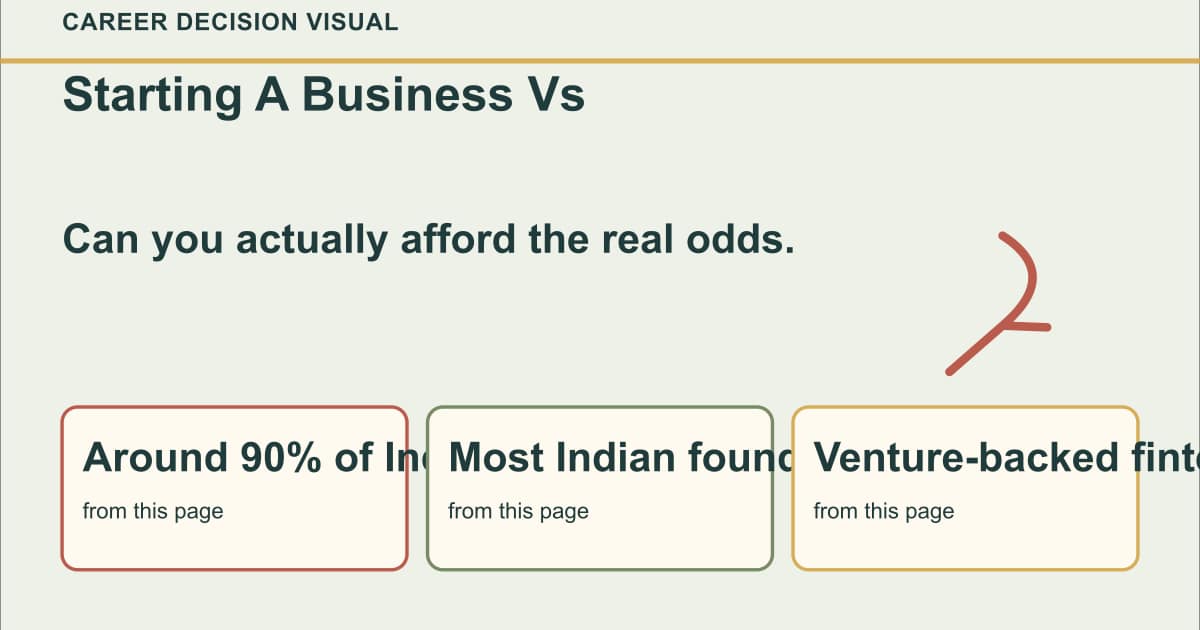 CAREER DECISION VISUAL
Starting A Business Vs
Can you actually afford the real odds.
Around 90% of
Most Indian
Venture-backed
from this page
from this page
from this page